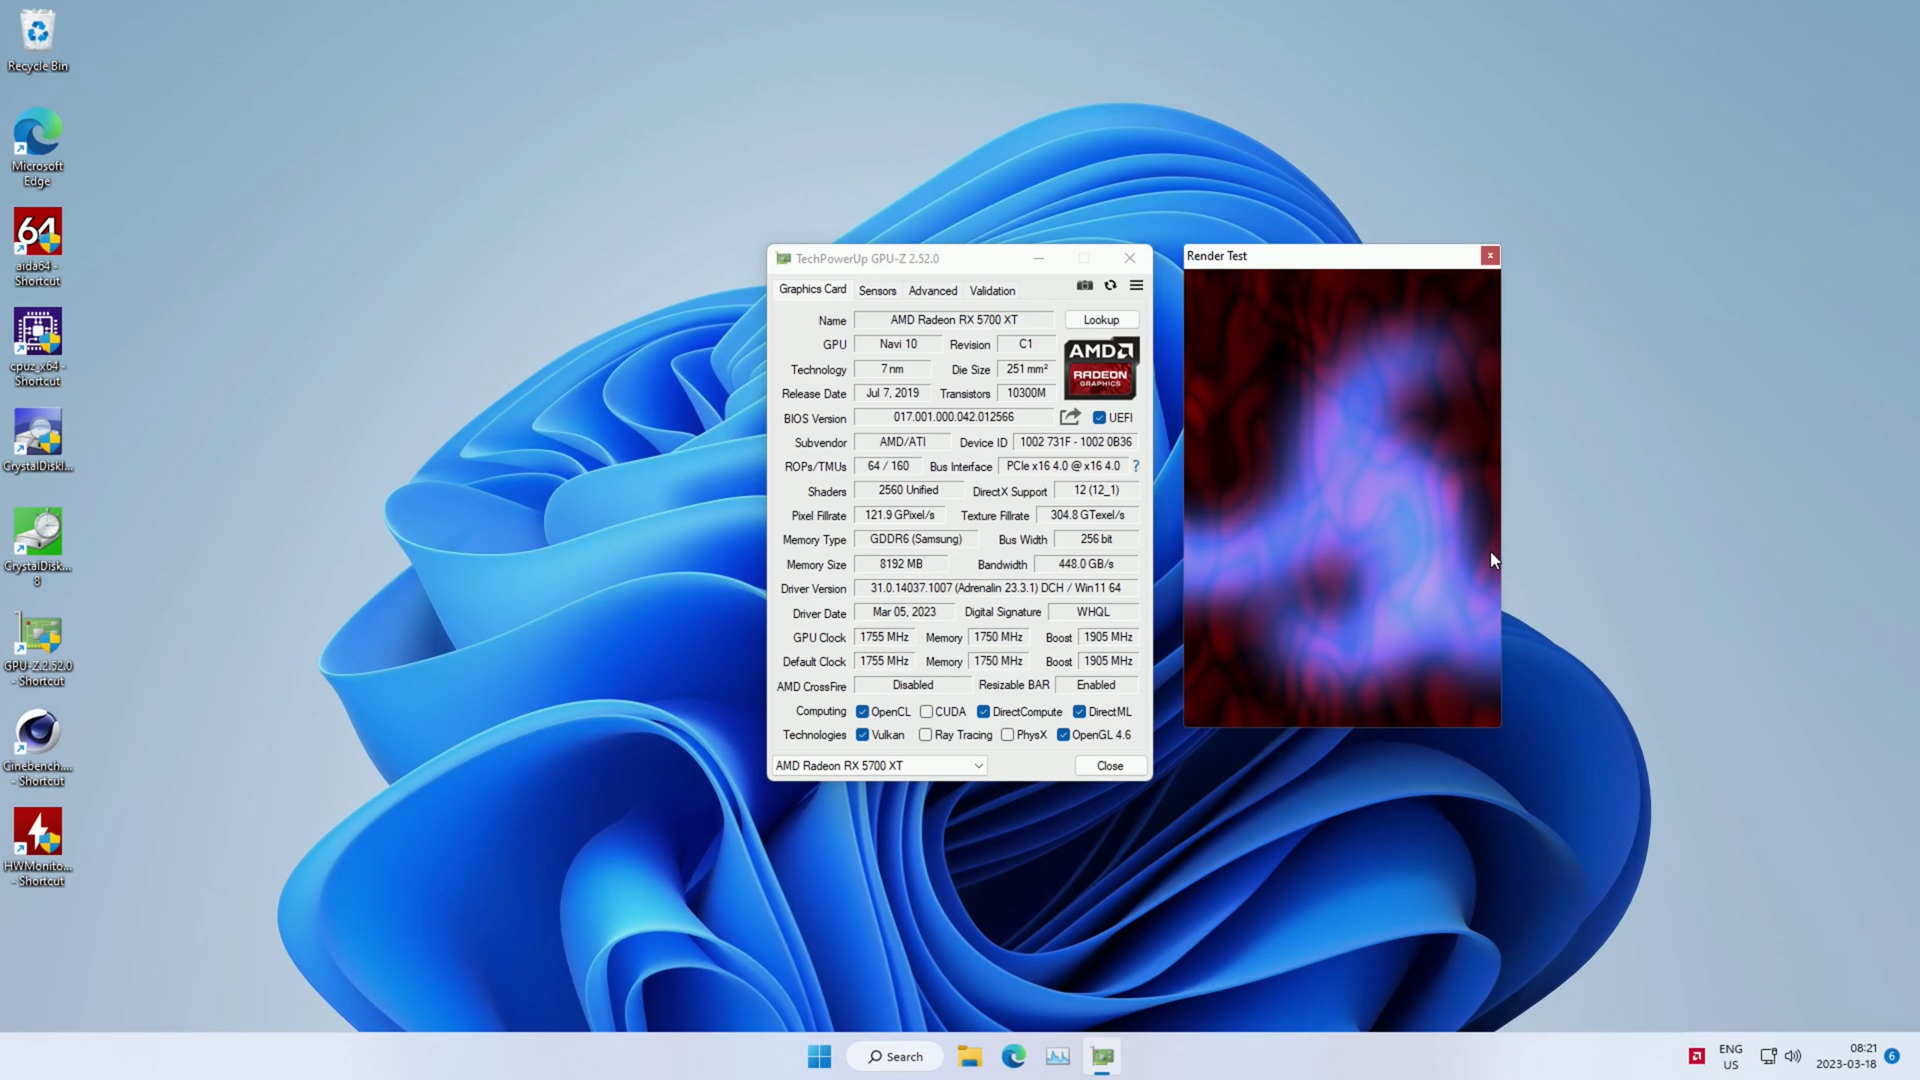 Recycle Bin
Microsoft
Edge
64
aida64 -
Shortcut
cpuz_x64 -
Shortcut
CrystalDiskI...
CrystalDisk...
8
GPU-Z.2.52.0
- Shortcut
Cinebench....
- Shortcut
HWMonito...
- Shortcut
TechPowerUp GPU-Z 2.52.0
Graphics Card Sensors Advanced Validation
Name AMD Radeon RX 5700 XT Lookup
GPU Navi 10 Revision C1
AMD
RADEON
GRAPHICS
Technology 7 nm Die Size 251 mm²
Release Date Jul 7, 2019 Transistors 10300M
BIOS Version 017.001.000.042.012566 UEFI
Subvendor AMD/ATI Device ID 1002 731F - 1002 0B36
ROPs/TMUs 64 / 160 Bus Interface PCIe x16 4.0 @ x16 4.0 ?
Shaders 2560 Unified DirectX Support 12 (12_1)
Pixel Fillrate 121.9 GPixel/s Texture Fillrate 304.8 GTexel/s
Memory Type GDDR6 (Samsung) Bus Width 256 bit
Memory Size 8192 MB Bandwidth 448.0 GB/s
Driver Version 31.0.14037.1007 (Adrenalin 23.3.1) DCH / Win11 64
Driver Date Mar 05, 2023 Digital Signature WHQL
GPU Clock 1755 MHz Memory 1750 MHz Boost 1905 MHz
Default Clock 1755 MHz Memory 1750 MHz Boost 1905 MHz
AMD CrossFire Disabled Resizable BAR Enabled
Computing OpenCL CUDA DirectCompute DirectML
Technologies Vulkan Ray Tracing PhysX OpenGL 4.6
AMD Radeon RX 5700 XT Close
Render Test
Search
ENG
US
08:21
2023-03-18
6